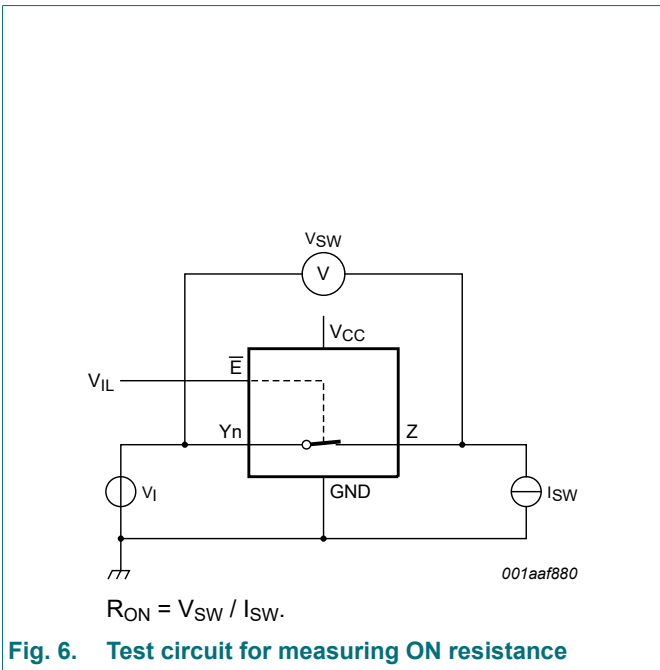 VSW
V
VCC
E
VIL
Yn
Z
VI
GND
ISW
001aaf880
RON = VSW / ISW.
Fig. 6. Test circuit for measuring ON resistance